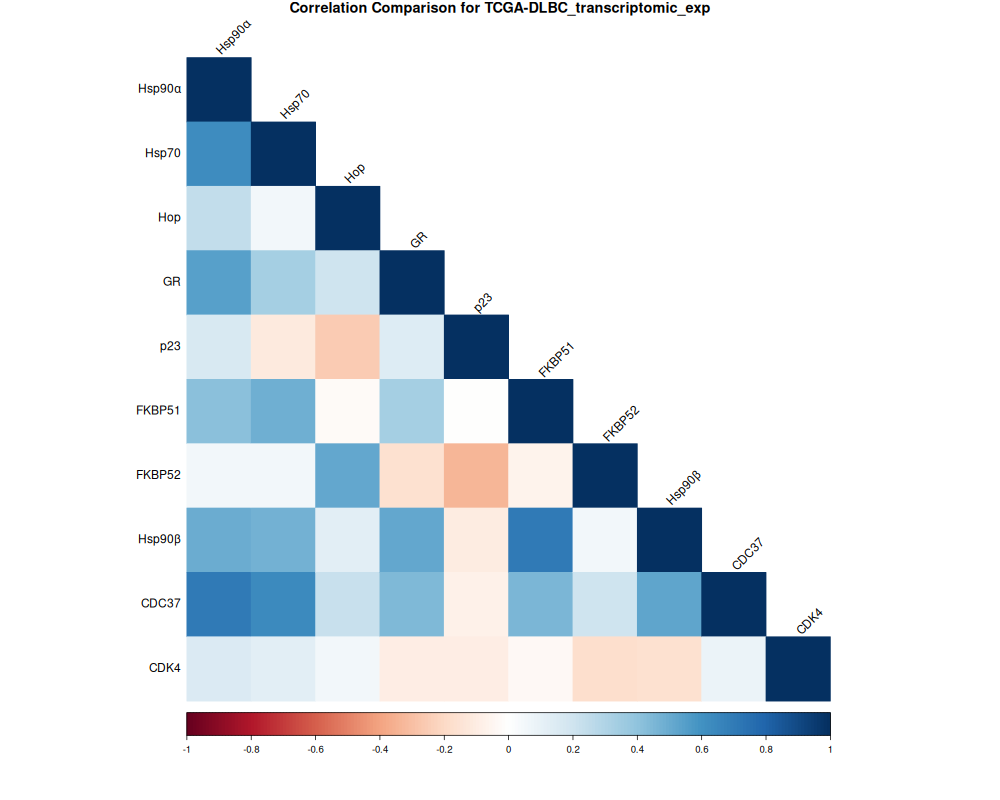 Correlation Comparison for TCGA-DLBC_transcriptomic_exp
Hsp90α
Hsp90α
Hsp70
Hsp70
Hop
Hop
GR
GR
p23
p23
FKBP51
FKBP51
FKBP52
FKBP52
Hsp90β
Hsp90β
CDC37
CDC37
CDK4
CDK4
-1 -0.8 -0.6 -0.4 -0.2 0 0.2 0.4 0.6 0.8 1